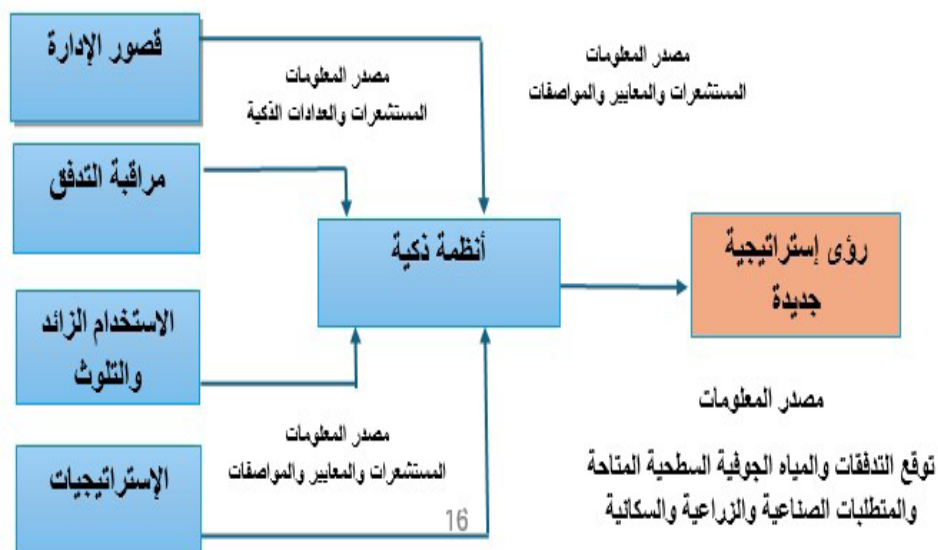 قصور الإدارة
مصدر المعلومات
المستشعرات والمعايير والمواصفات
مصدر المعلومات
المستشعرات والعدادات الذكية
مراقبة التدفق
أنظمة ذكية
رؤى إستراتيجية
جديدة
الاستخدام الزائد
والتلوث
مصدر المعلومات
توقع التدفقات والمياه الجوفية السطحية المتاحة
والمتطلبات الصناعية والزراعية والسكانية
مصدر المعلومات
المستشعرات والمعايير والمواصفات
الإستراتيجيات
16